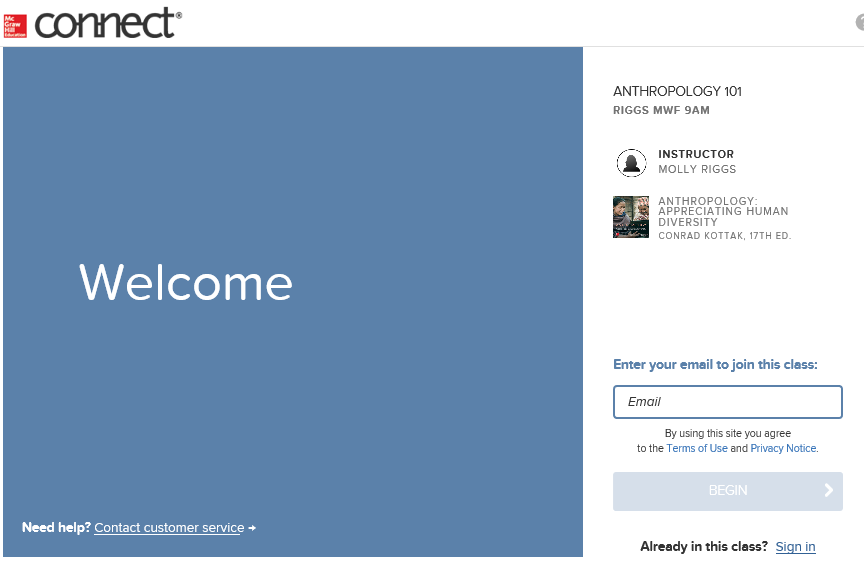 Mc
Graw
Hill
Education
connect®
ANTHROPOLOGY 101
RIGGS MWF 9AM
INSTRUCTOR
MOLLY RIGGS
ANTHROPOLOGY:
APPRECIATING HUMAN
DIVERSITY
CONRAD KOTTAK, 17TH ED.
Welcome
Enter your email to join this class:
Email
By using this site you agree
to the Terms of Use and Privacy Notice.
BEGIN
Need help? Contact customer service
Already in this class? Sign in